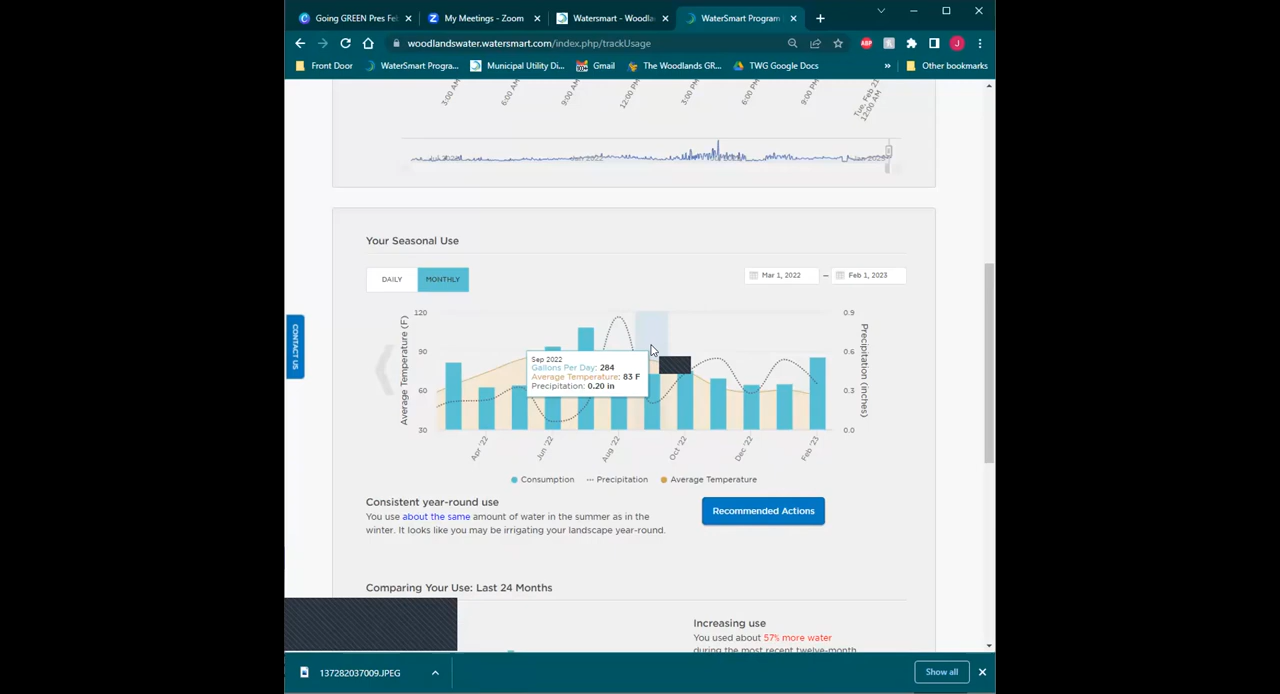 Going GREEN Pres Fe
My Meetings - Zoom
Watersmart - Woodla
WaterSmart Program
woodlandswater.watersmart.com/index.php/trackUsage
ABP
J
Front Door
WaterSmart Progra...
Municipal Utility Di...
Gmail
The Woodlands GR...
TWG Google Docs
»
Other bookmarks
3:00 AM
6:00 AM
9:00 AM
12:00 PM
3:00 PM
6:00 PM
9:00 PM
Tue, Feb 21
12:00 AM
Your Seasonal Use
DAILY
MONTHLY
Mar 1, 2022 – Feb 1, 2023
CONTACT US
Average Temperature (F)
120
90
60
30
Sep 2022
Gallons Per Day: 284
Average Temperature: 83 F
Precipitation: 0.20 in
0.9
0.6
0.3
0.0
Precipitation (inches)
Apr '22
Jun '22
Aug '22
Oct '22
Dec '22
Feb '23
Consumption
Precipitation
Average Temperature
Consistent year-round use
You use about the same amount of water in the summer as in the
winter. It looks like you may be irrigating your landscape year-round.
Recommended Actions
Comparing Your Use: Last 24 Months
Increasing use
You used about 57% more water
during the most recent twelve-month
137282037009.JPEG
Show all